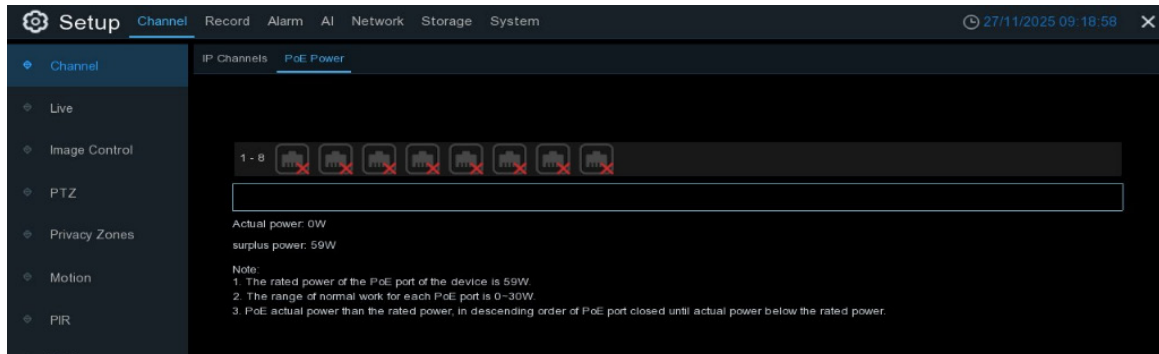 Setup Channel Record Alarm AI Network Storage System 27/11/2025 09:18:58
Channel
IP Channels PoE Power
Live
Image Control
1 - 8
PTZ
Privacy Zones
Actual power: 0W
surplus power: 59W
Motion
Note:
1. The rated power of the PoE port of the device is 59W.
2. The range of normal work for each PoE port is 0~30W.
3. PoE actual power than the rated power, in descending order of PoE port closed until actual power below the rated power.
PIR